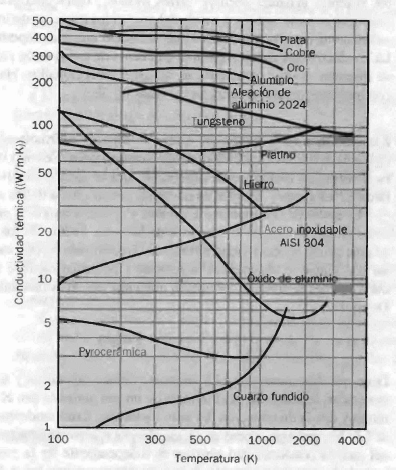 500
400
300
200
100
50
20
10
5
2
1
Conductividad térmica ((W/m·K))
Plata
Cobre
Oro
Aluminio
Aleación de
aluminio 2024
Tungsteno
Platino
Hierro
Acero inoxidable
AISI 304
Óxido de aluminio
Pyrocerámica
Cuarzo fundido
100 300 500 1000 2000 4000
Temperatura (K)